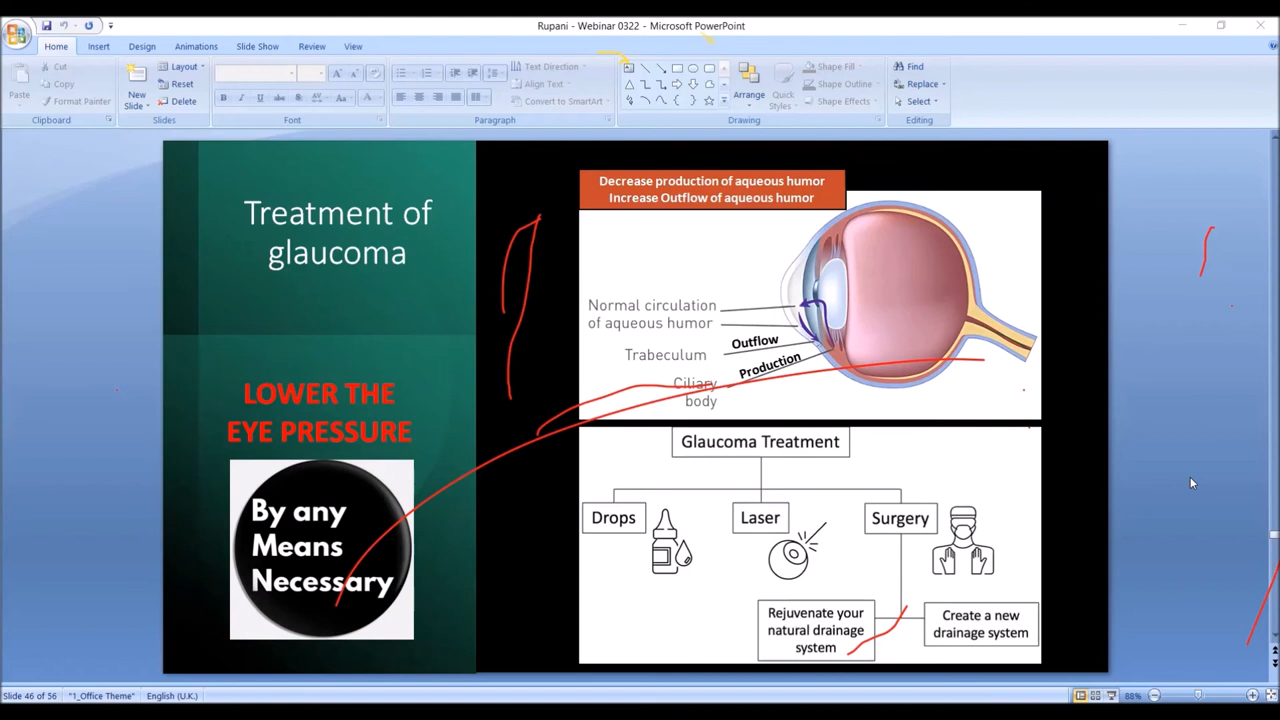 Rupani - Webinar 0322 - Microsoft PowerPoint
Home Insert Design Animations Slide Show Review View
Paste
Cut
Copy
Format Painter
Clipboard
New
Slide
Layout
Reset
Delete
Slides
Font
Text Direction
Align Text
Convert to SmartArt
Paragraph
Arrange
Quick
Styles
Shape Fill
Shape Outline
Shape Effects
Drawing
Find
Replace
Select
Editing
Treatment of
glaucoma
LOWER THE
EYE PRESSURE
By any
Means
Necessary
Decrease production of aqueous humor
Increase Outflow of aqueous humor
Normal circulation
of aqueous humor
Outflow
Trabeculum
Production
Ciliary
body
Glaucoma Treatment
Drops
Laser
Surgery
Rejuvenate your
natural drainage
system
Create a new
drainage system
Slide 46 of 56 "1_Office Theme" English (U.K.) 88%